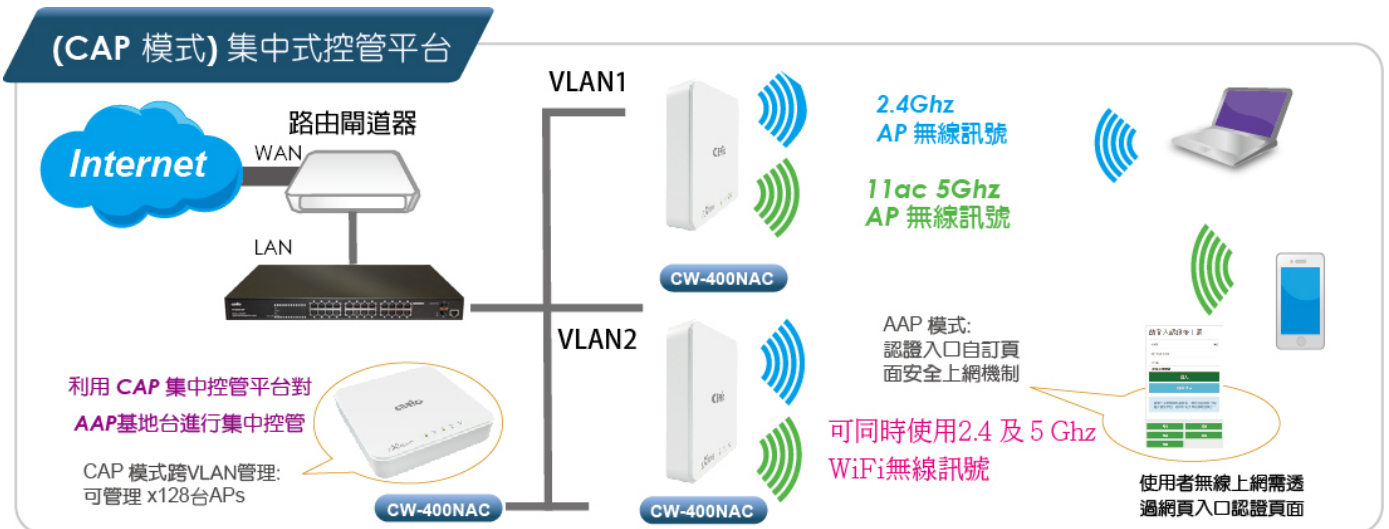 (CAP 模式) 集中式控管平台
Internet
WAN
路由閘道器
LAN
VLAN1
2.4Ghz
AP 無線訊號
11ac 5Ghz
AP 無線訊號
CW-400NAC
VLAN2
利用 CAP 集中控管平台對
AAP基地台進行集中控管
CAP 模式跨VLAN管理:
可管理 x128台APs
CW-400NAC
CW-400NAC
AAP 模式:
認證入口自訂頁
面安全上網機制
可同時使用2.4 及 5 Ghz
WiFi無線訊號
登入
使用者無線上網需透
過網頁入口認證頁面